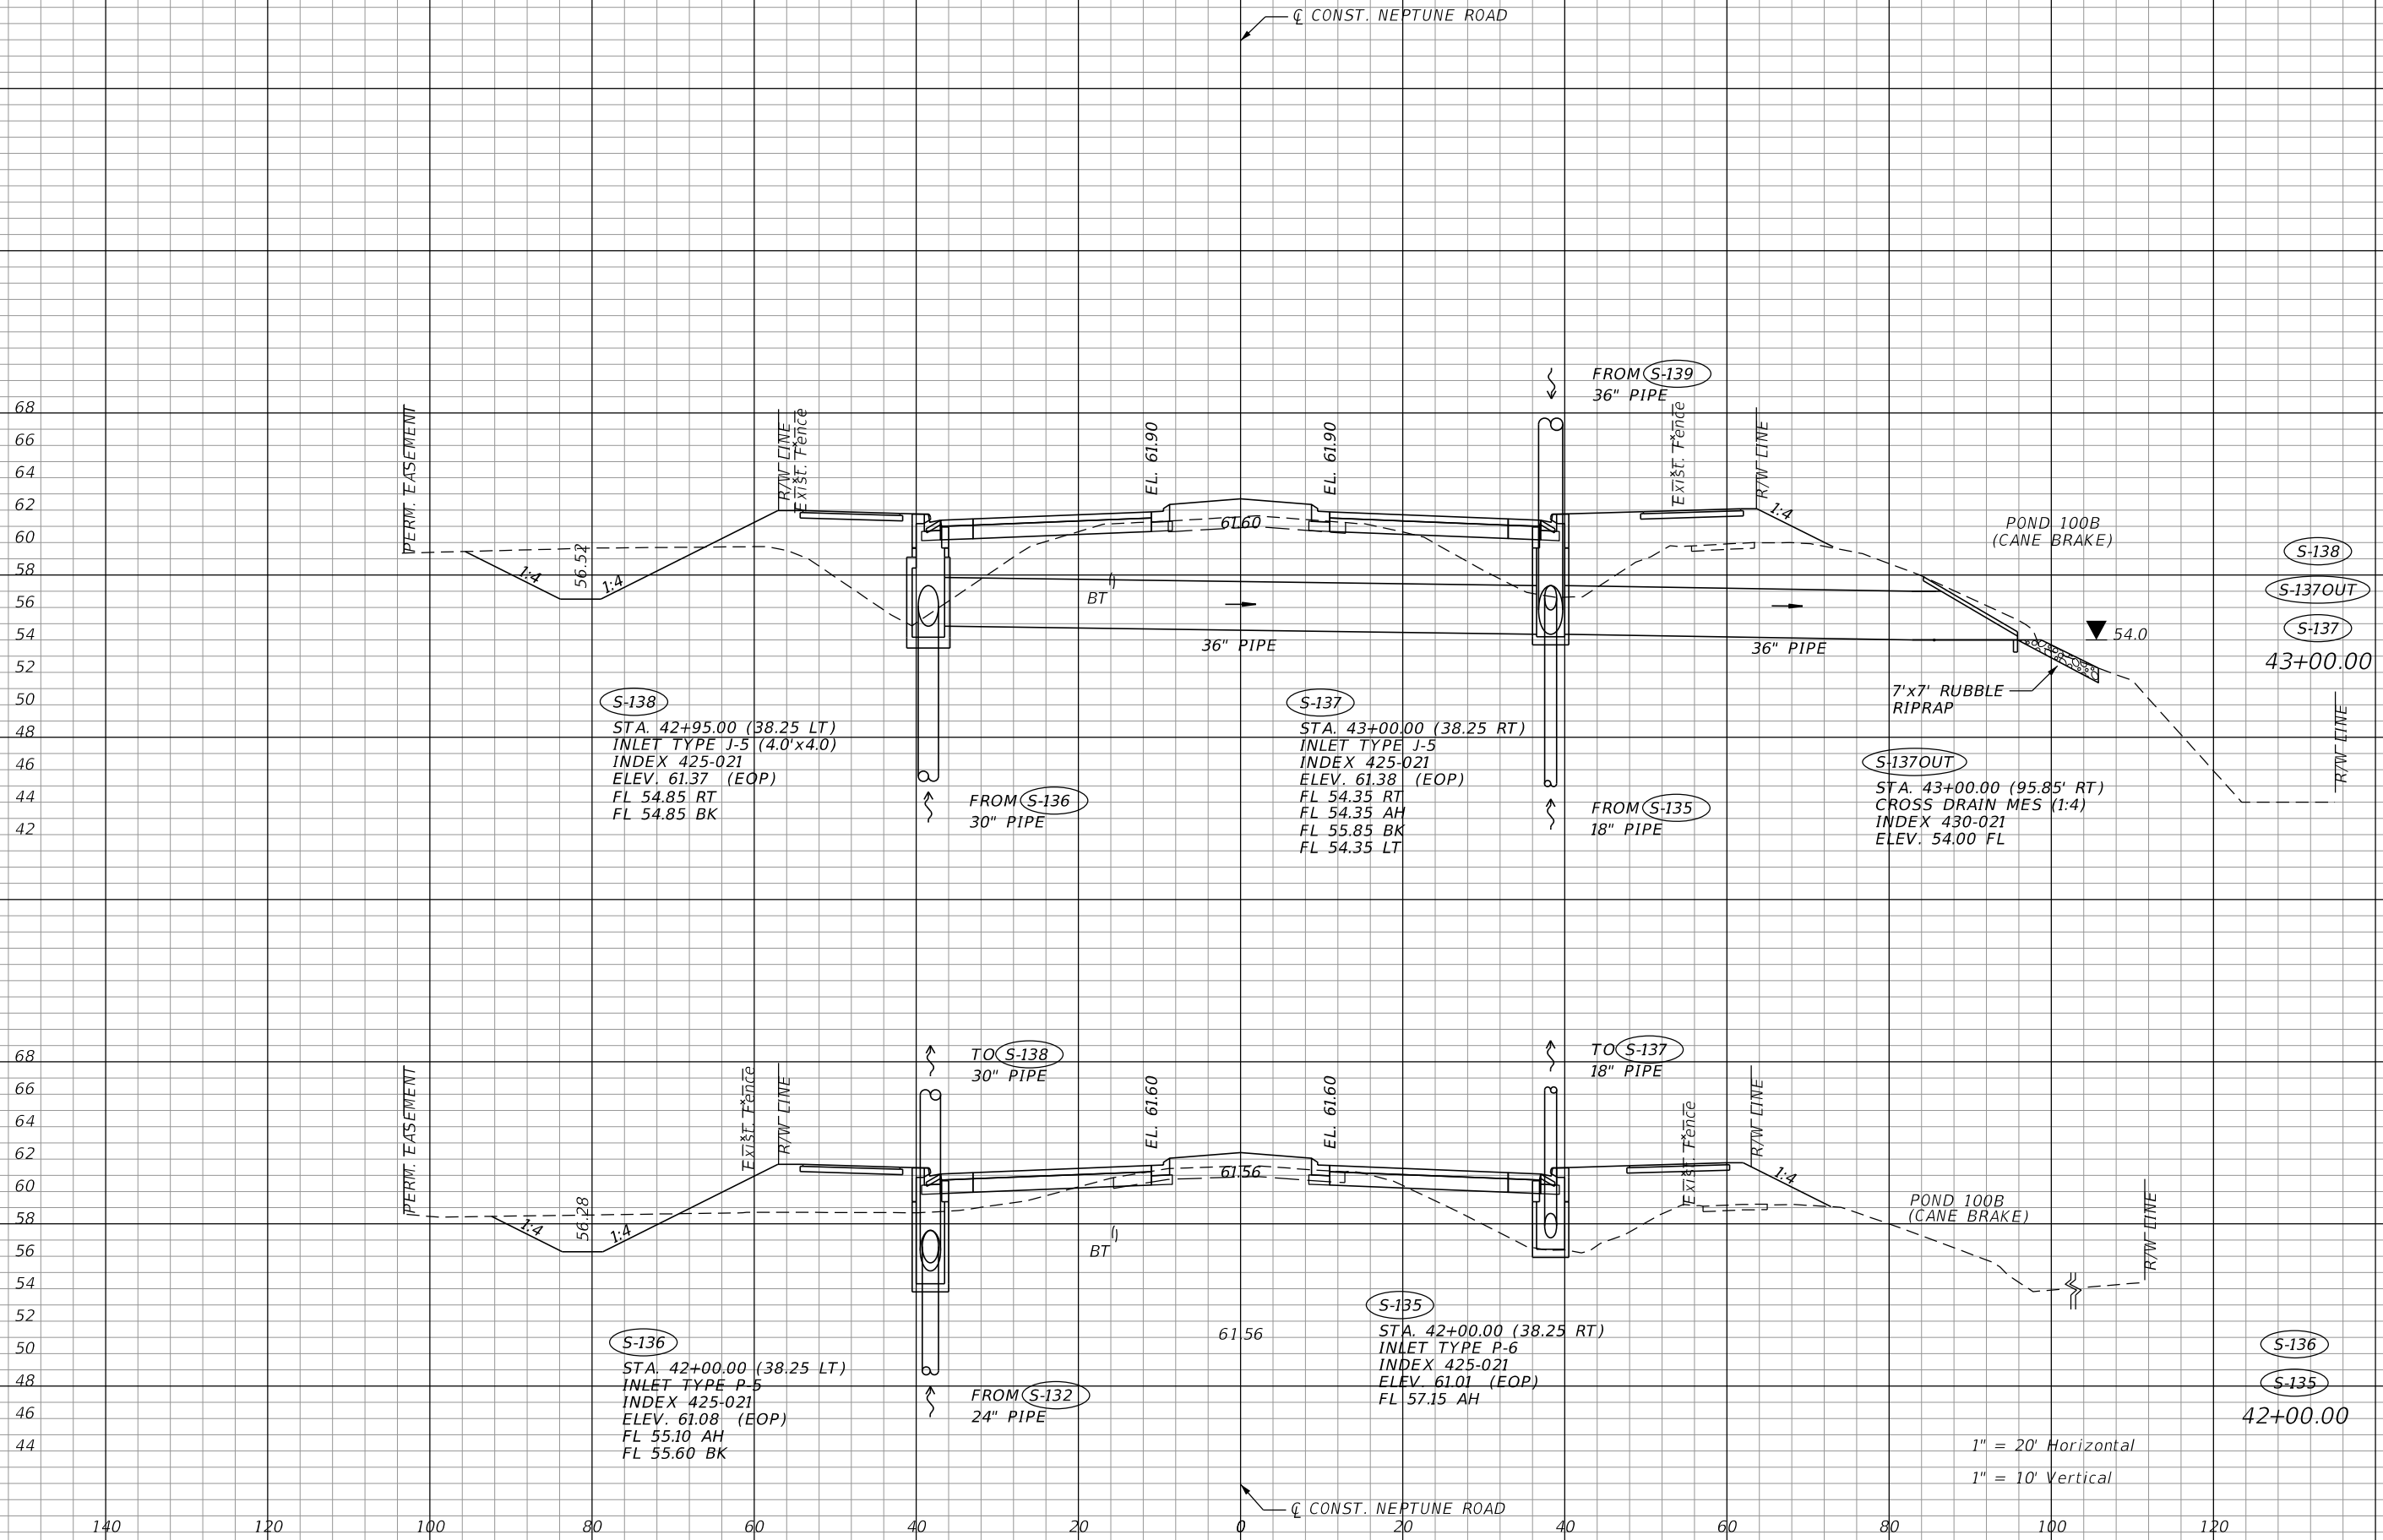 ℄ CONST. NEPTUNE ROAD
FROM S-139
36" PIPE
68
66
64
62
60
58
56
54
52
50
48
46
44
42
PERM. EASEMENT
R/W LINE
Exist. Fence
EL. 61.90
EL. 61.90
Exist. Fence
R/W LINE
1:4
56.52
1:4
61.60
1:4
POND 100B
(CANE BRAKE)
BT
36" PIPE
36" PIPE
54.0
7'x7' RUBBLE
RIPRAP
R/W LINE
S-138
S-137OUT
S-137
43+00.00
S-138
STA. 42+95.00 (38.25 LT)
INLET TYPE J-5 (4.0'x4.0)
INDEX 425-021
ELEV. 61.37 (EOP)
FL 54.85 RT
FL 54.85 BK
FROM S-136
30" PIPE
S-137
STA. 43+00.00 (38.25 RT)
INLET TYPE J-5
INDEX 425-021
ELEV. 61.38 (EOP)
FL 54.35 RT
FL 54.35 AH
FL 55.85 BK
FL 54.35 LT
FROM S-135
18" PIPE
S-137OUT
STA. 43+00.00 (95.85' RT)
CROSS DRAIN MES (1:4)
INDEX 430-021
ELEV. 54.00 FL
TO S-138
30" PIPE
TO S-137
18" PIPE
68
66
64
62
60
58
56
54
52
50
48
46
44
PERM. EASEMENT
Exist. Fence
R/W LINE
EL. 61.60
EL. 61.60
Exist. Fence
R/W LINE
1:4
56.28
1:4
61.56
1:4
POND 100B
(CANE BRAKE)
R/W LINE
BT
61.56
S-136
STA. 42+00.00 (38.25 LT)
INLET TYPE P-5
INDEX 425-021
ELEV. 61.08 (EOP)
FL 55.10 AH
FL 55.60 BK
FROM S-132
24" PIPE
S-135
STA. 42+00.00 (38.25 RT)
INLET TYPE P-6
INDEX 425-021
ELEV. 61.01 (EOP)
FL 57.15 AH
S-136
S-135
42+00.00
1" = 20' Horizontal
1" = 10' Vertical
℄ CONST. NEPTUNE ROAD
140 120 100 80 60 40 20 0 20 40 60 80 100 120